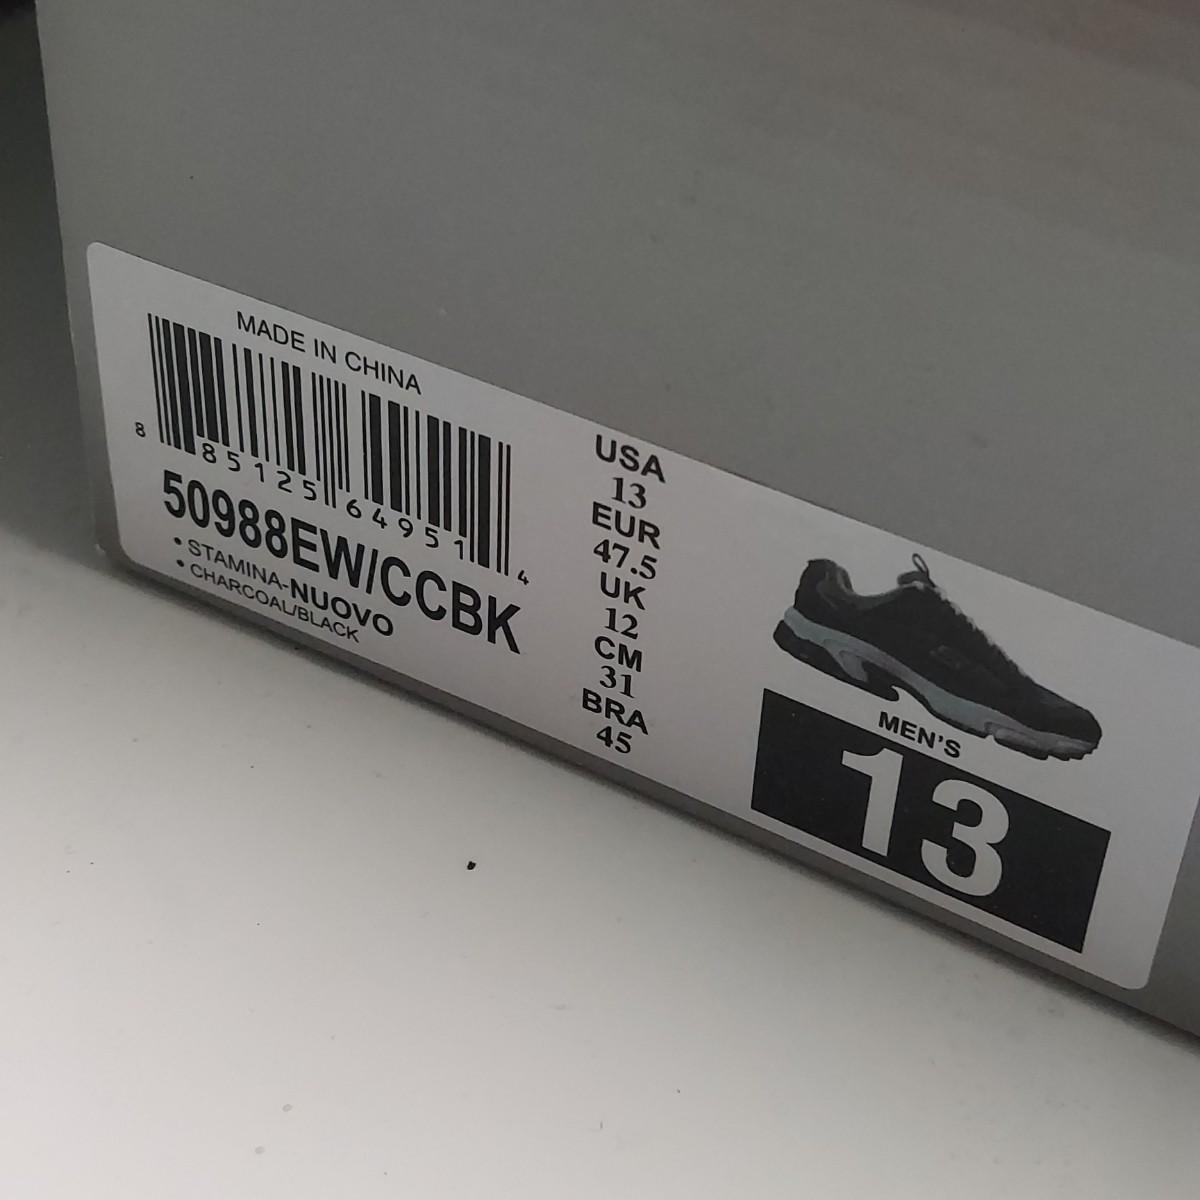 MADE IN CHINA
8 85125 64951 4
50988EW/CCBK
• STAMINA-NUOVO
• CHARCOAL/BLACK
USA
13
EUR
47.5
UK
12
CM
31
BRA
45
MEN'S
13